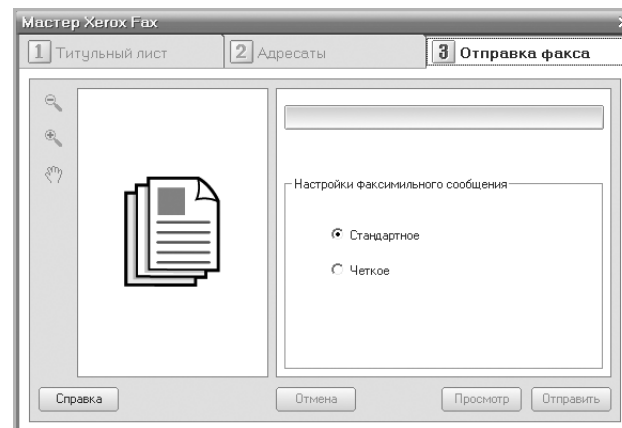 Мастер Xerox Fax
1 Титульный лист 2 Адресаты 3 Отправка факса
Настройки факсимильного сообщения
Стандартное
Четкое
Справка Отмена Просмотр Отправить